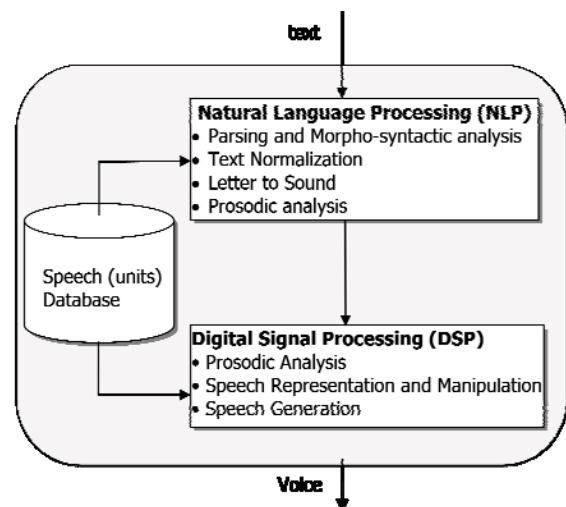 text
Natural Language Processing (NLP)
• Parsing and Morpho-syntactic analysis
• Text Normalization
• Letter to Sound
• Prosodic analysis
Speech (units)
Database
Digital Signal Processing (DSP)
• Prosodic Analysis
• Speech Representation and Manipulation
• Speech Generation
Voice